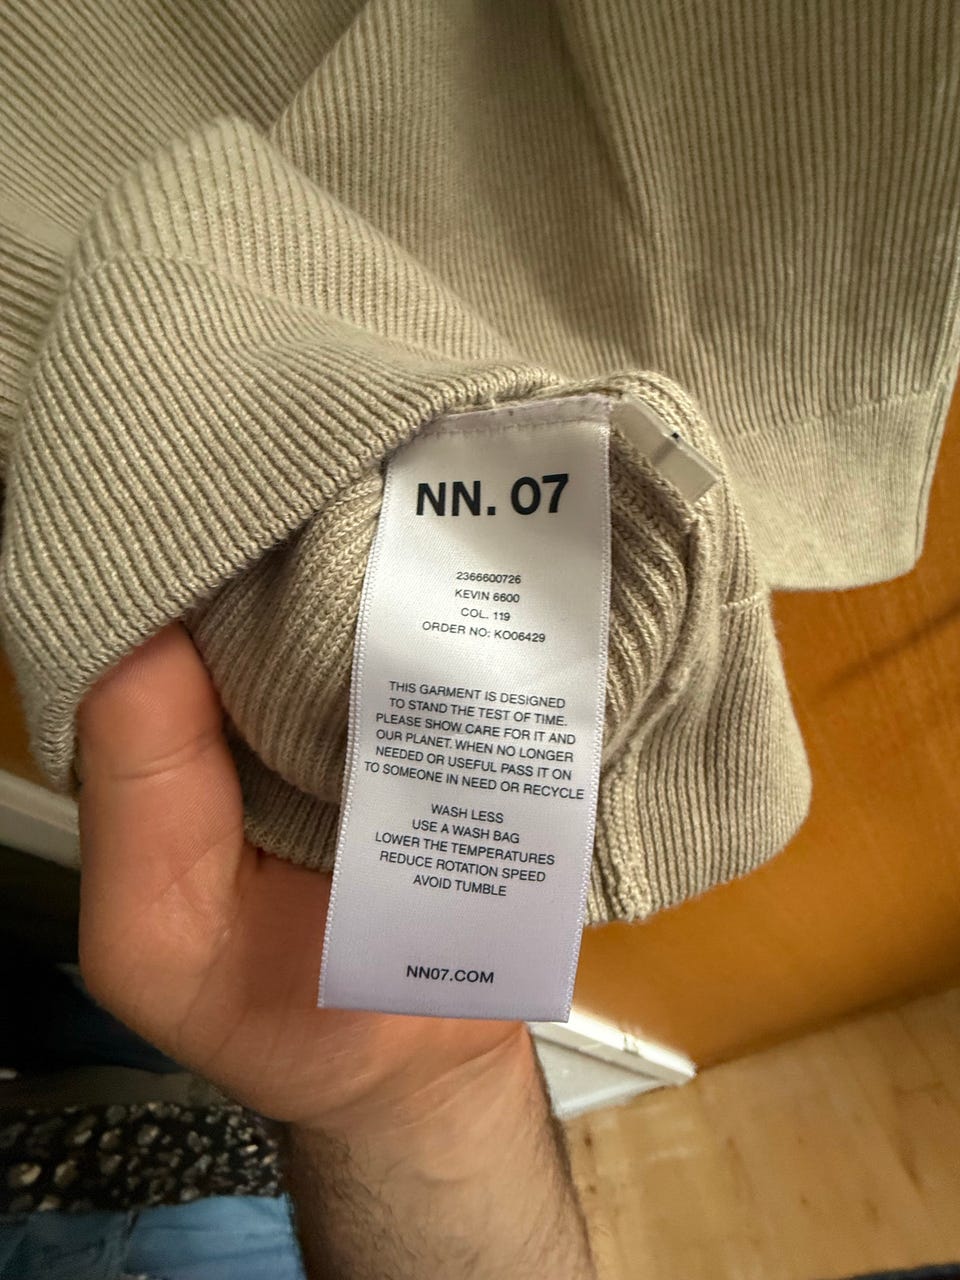 NN. 07
2366600726
KEVIN 6600
COL. 119
ORDER NO: KO06429
THIS GARMENT IS DESIGNED
TO STAND THE TEST OF TIME.
PLEASE SHOW CARE FOR IT AND
OUR PLANET. WHEN NO LONGER
NEEDED OR USEFUL PASS IT ON
TO SOMEONE IN NEED OR RECYCLE
WASH LESS
USE A WASH BAG
LOWER THE TEMPERATURES
REDUCE ROTATION SPEED
AVOID TUMBLE
NN07.COM